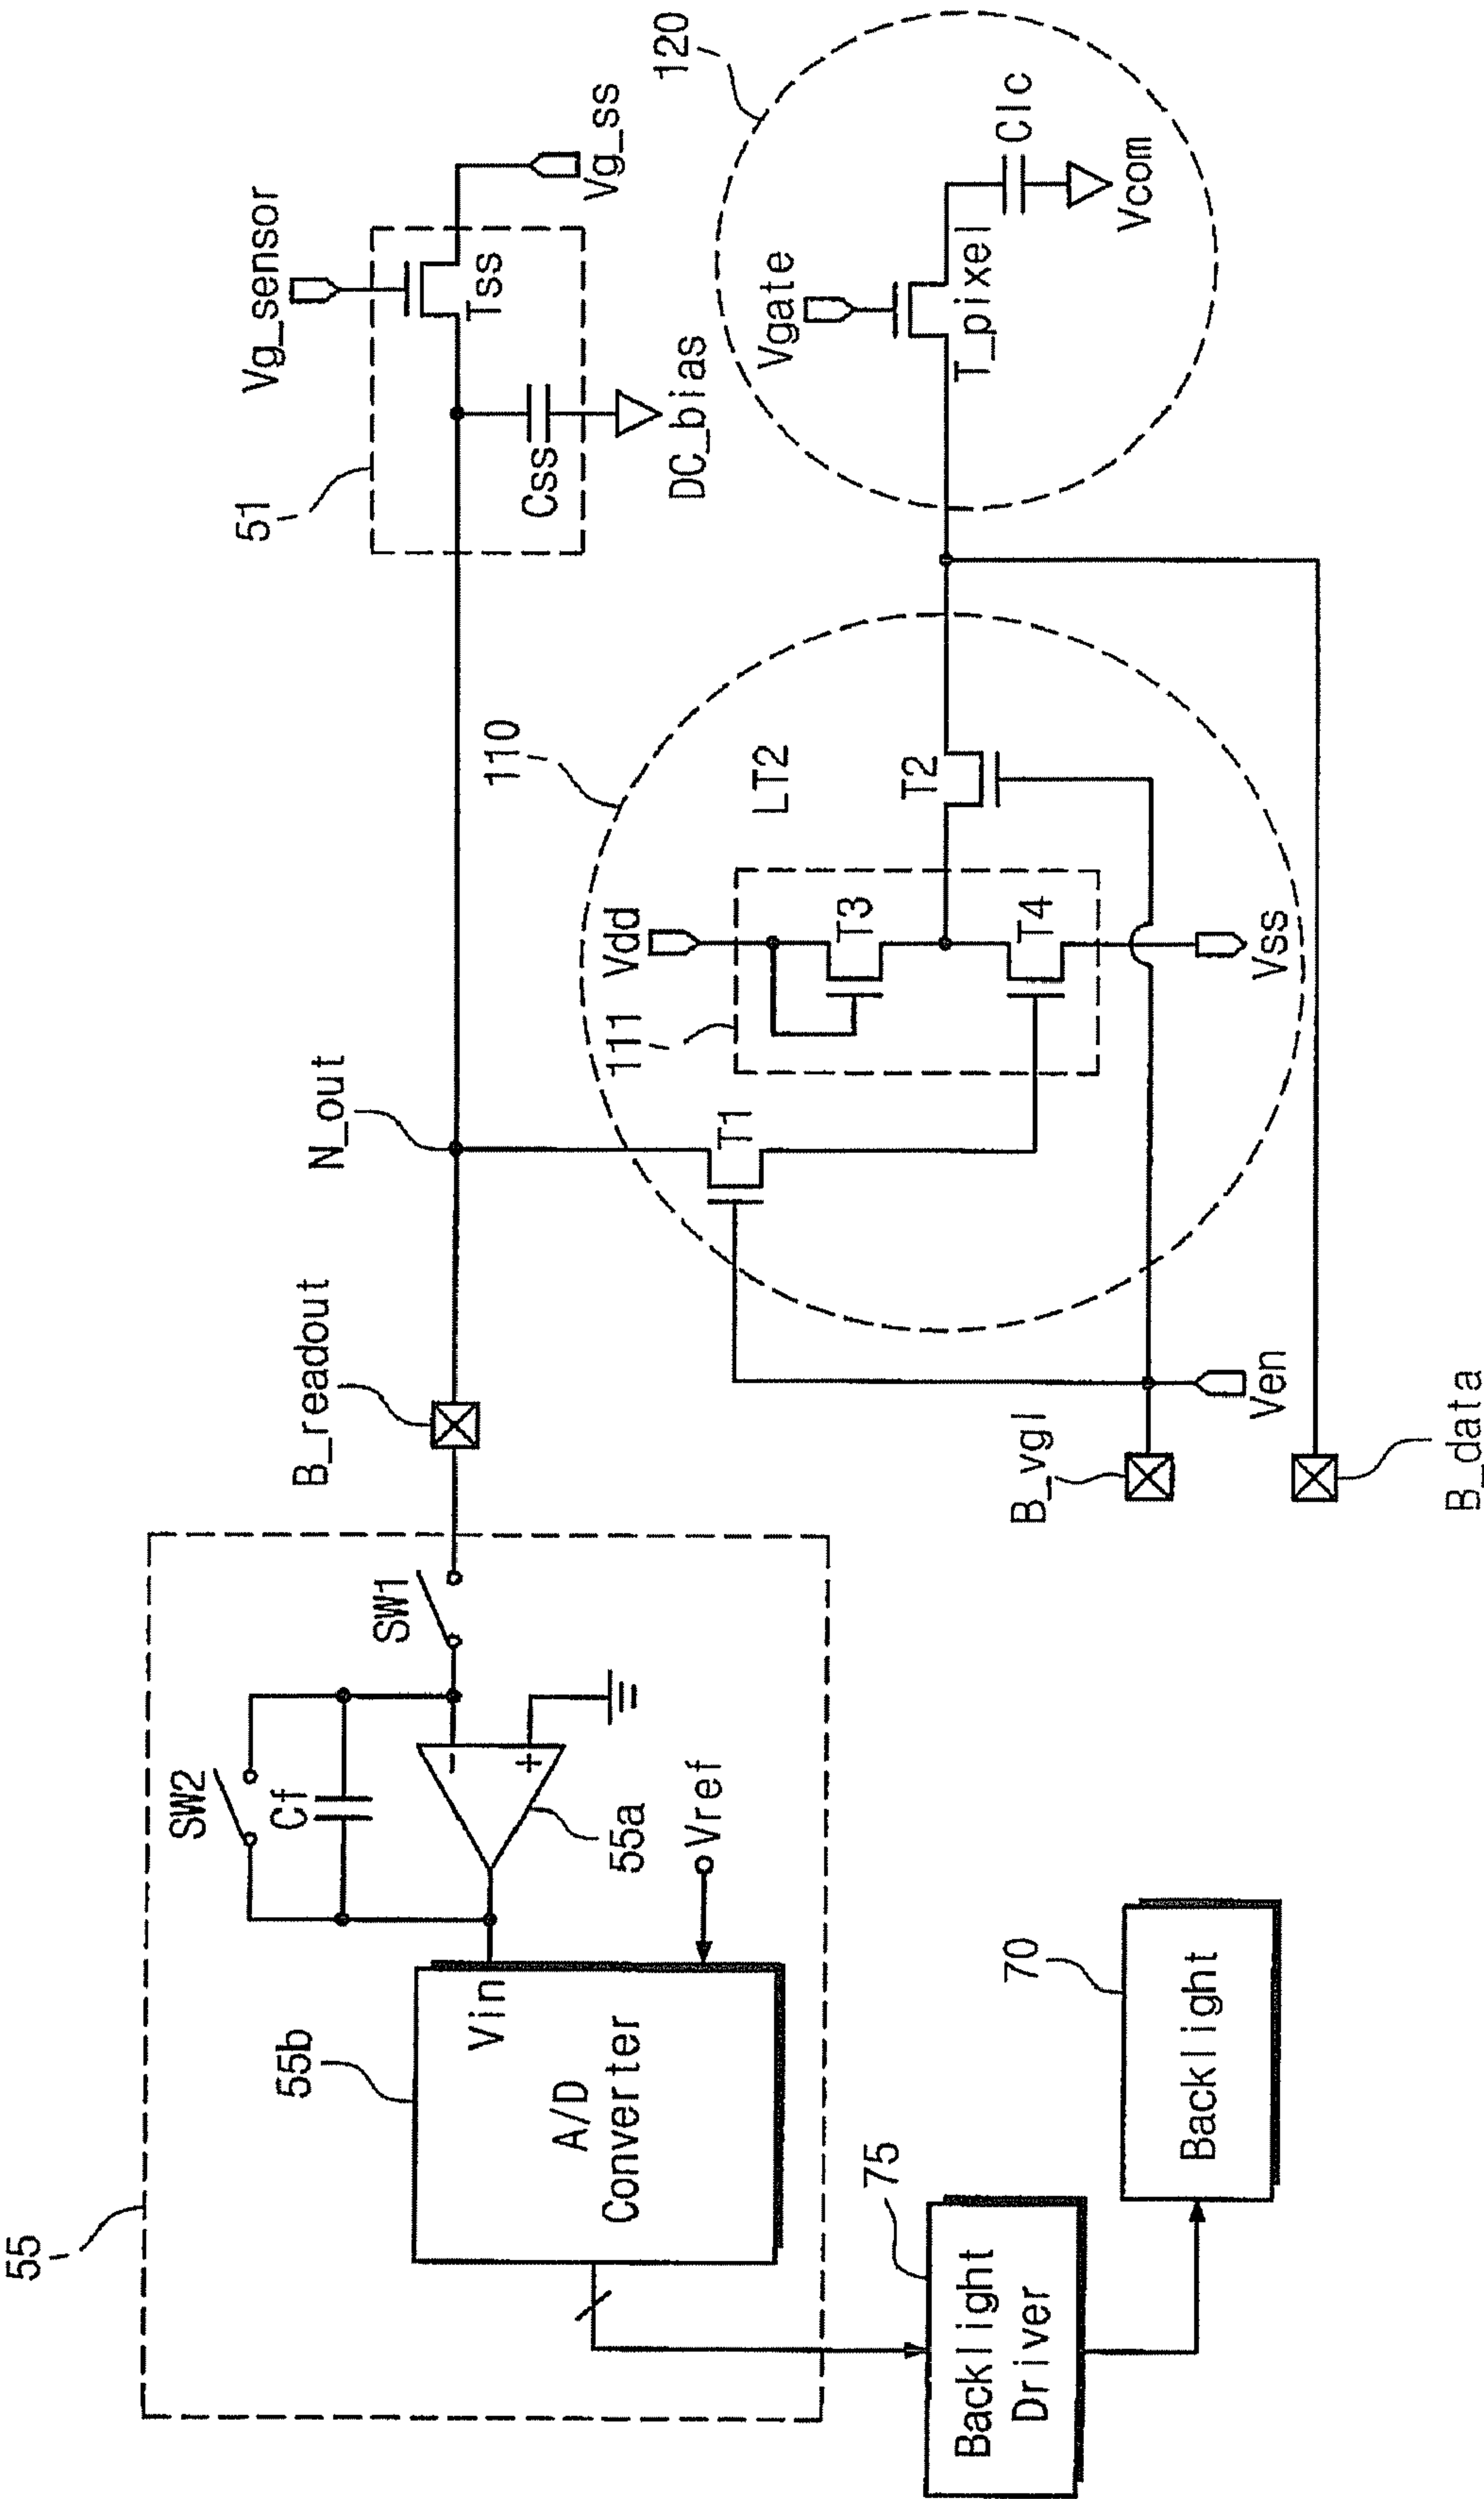 55
55b
Vin
A/D
Converter
SW2
Cf
55a
Vref
SW1
B_readout
N_out
51
Vg_sensor
Tss
Css
DC_bias
Vg_ss
110
LT2
111
Vdd
T1
T2
T3
T4
Vss
Ven
B_vgl
B_data
120
Vgate
T_pixel
Clc
Vcom
75
Backlight
Driver
70
Backlight